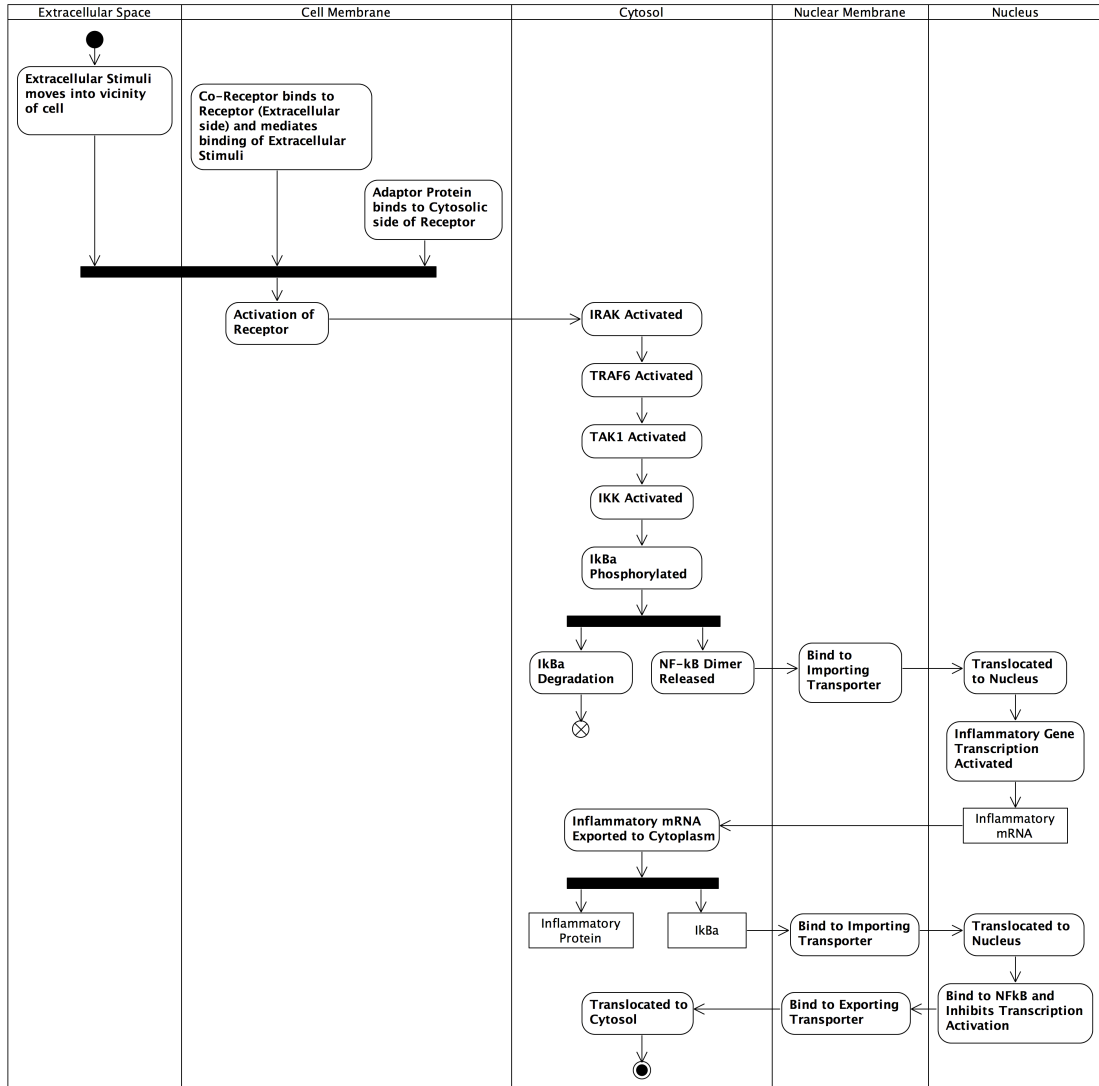 Extracellular Space
Cell Membrane
Cytosol
Nuclear Membrane
Nucleus
Extracellular Stimuli
moves into vicinity
of cell
Co-Receptor binds to
Receptor (Extracellular
side) and mediates
binding of Extracellular
Stimuli
Adaptor Protein
binds to Cytosolic
side of Receptor
Activation of
Receptor
IRAK Activated
TRAF6 Activated
TAK1 Activated
IKK Activated
IkBa
Phosphorylated
IkBa
Degradation
NF-kB Dimer
Released
Bind to
Importing
Transporter
Translocated
to Nucleus
Inflammatory Gene
Transcription
Activated
Inflammatory
mRNA
Inflammatory mRNA
Exported to Cytoplasm
Inflammatory
Protein
IkBa
Bind to Importing
Transporter
Translocated to
Nucleus
Bind to NFkB and
Inhibits Transcription
Activation
Bind to Exporting
Transporter
Translocated to
Cytosol